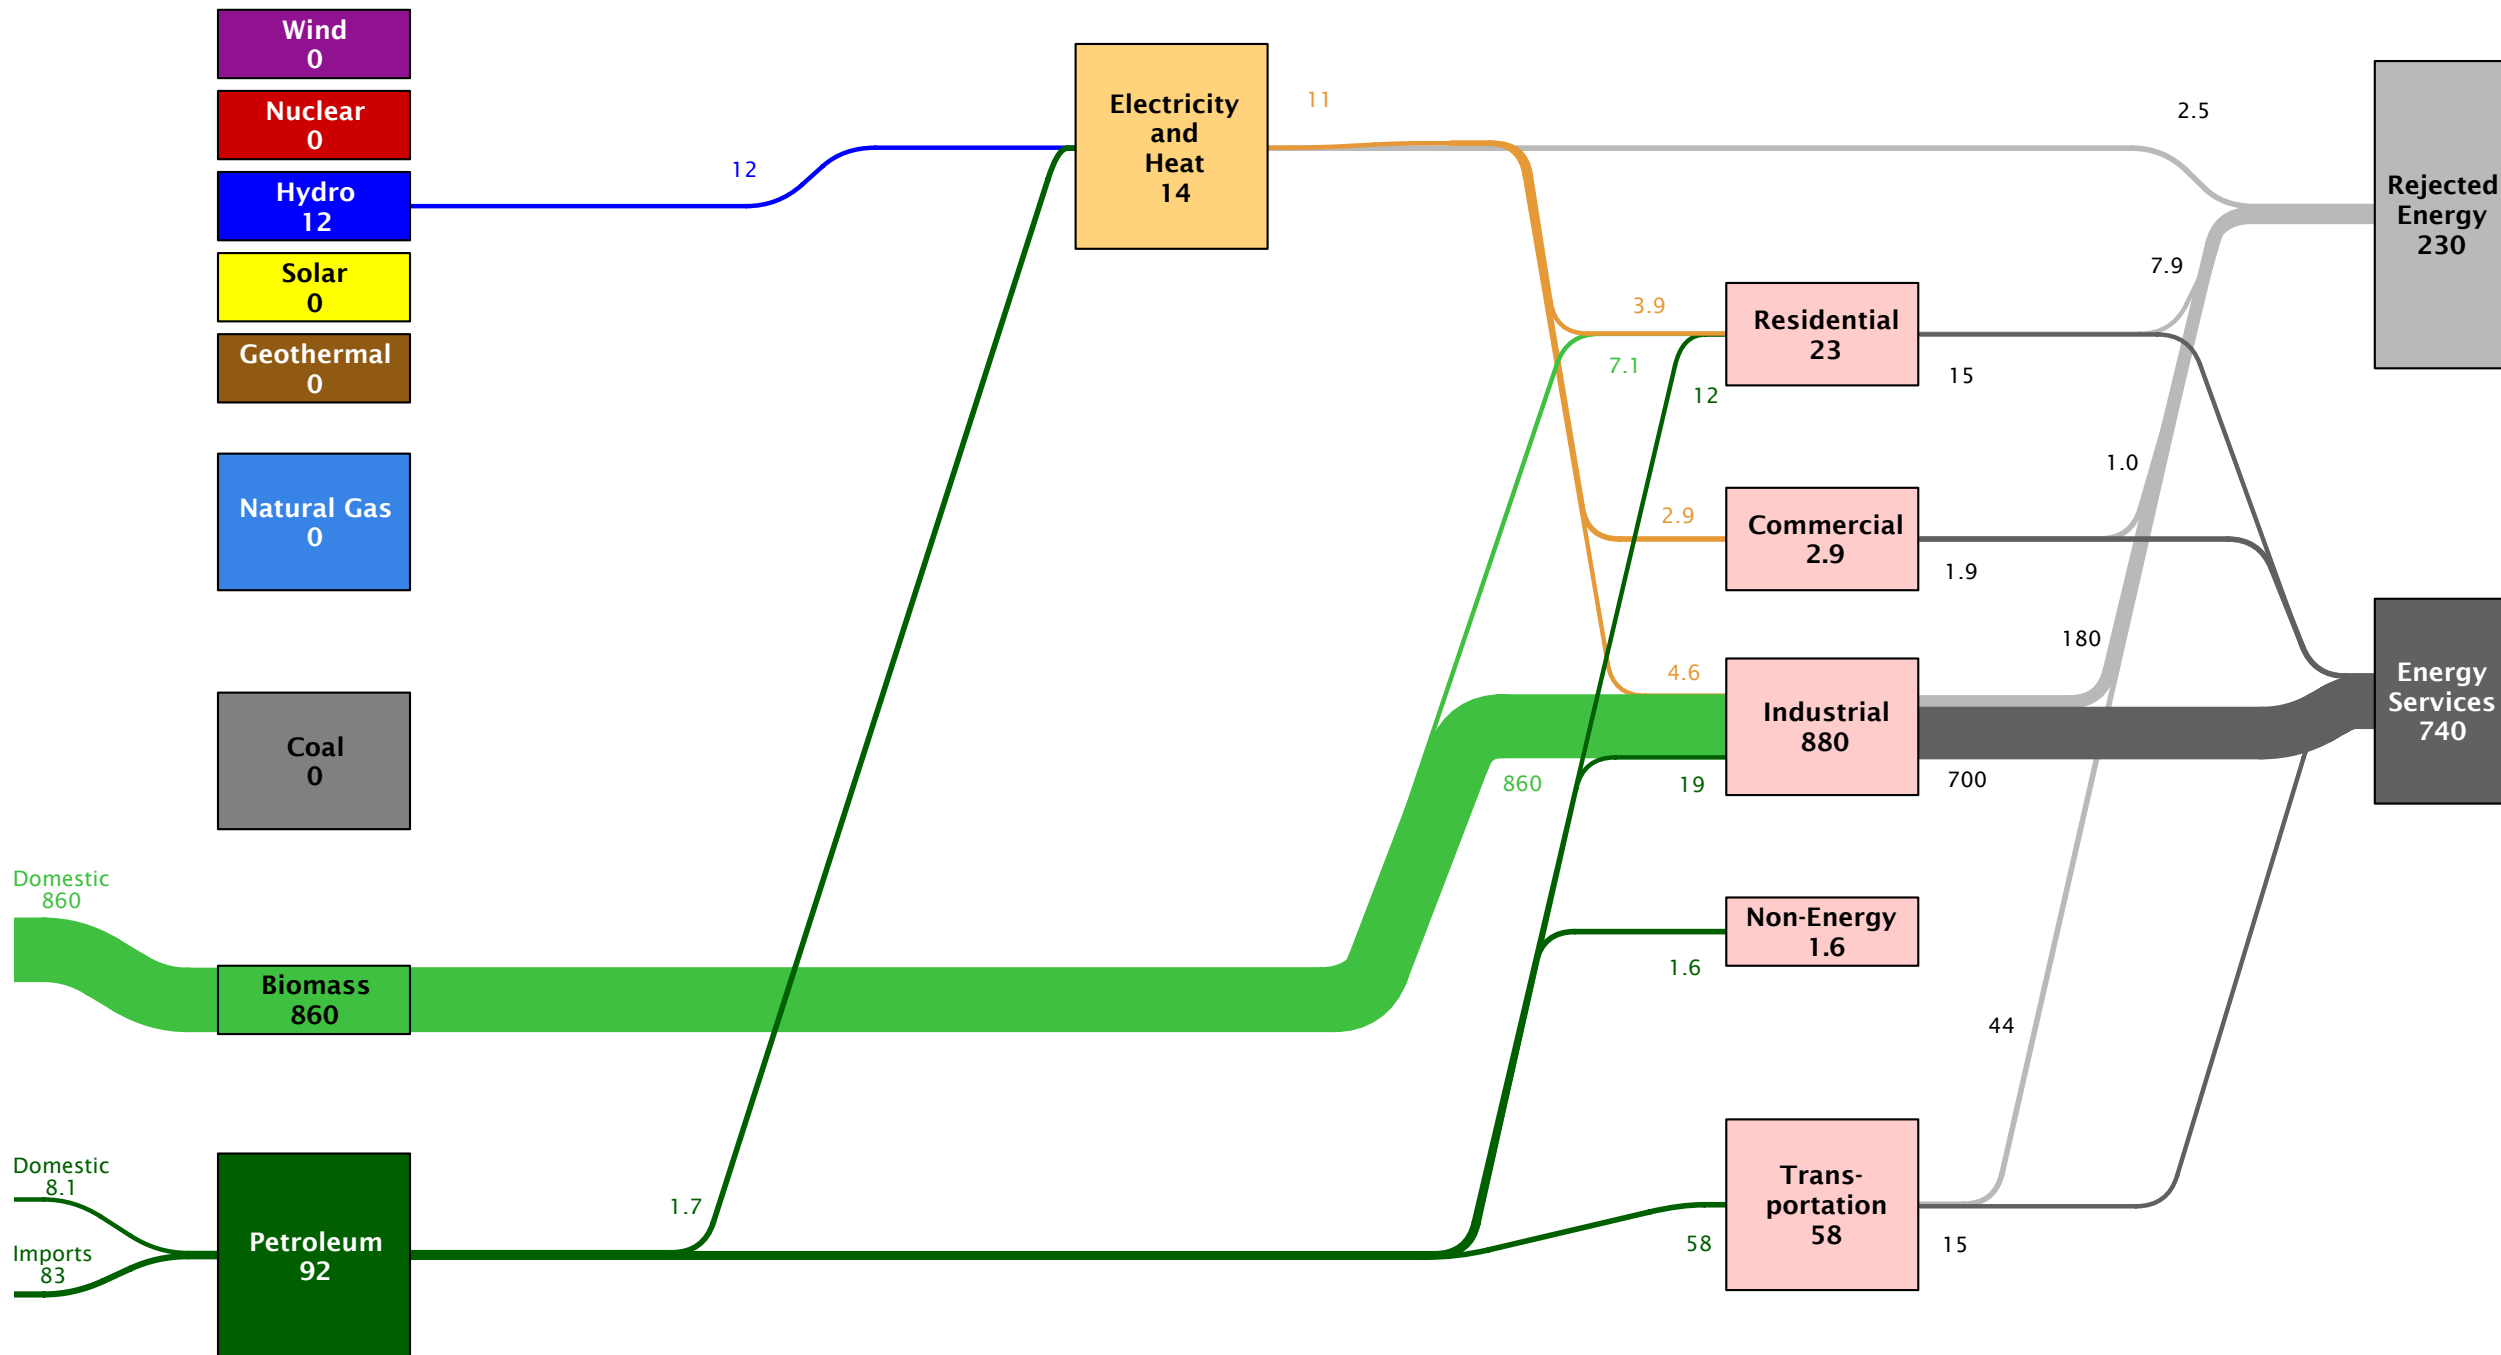 Wind
0
Nuclear
0
Hydro
12
Solar
0
Geothermal
0
Natural Gas
0
Coal
0
Domestic
860
Biomass
860
Domestic
8.1
Imports
83
Petroleum
92
12
1.7
Electricity
and
Heat
14
11
3.9
7.1
12
2.9
4.6
860
19
1.6
58
Residential
23
Commercial
2.9
Industrial
880
Non-Energy
1.6
Trans-
portation
58
2.5
7.9
15
1.0
1.9
180
700
44
15
Rejected
Energy
230
Energy
Services
740